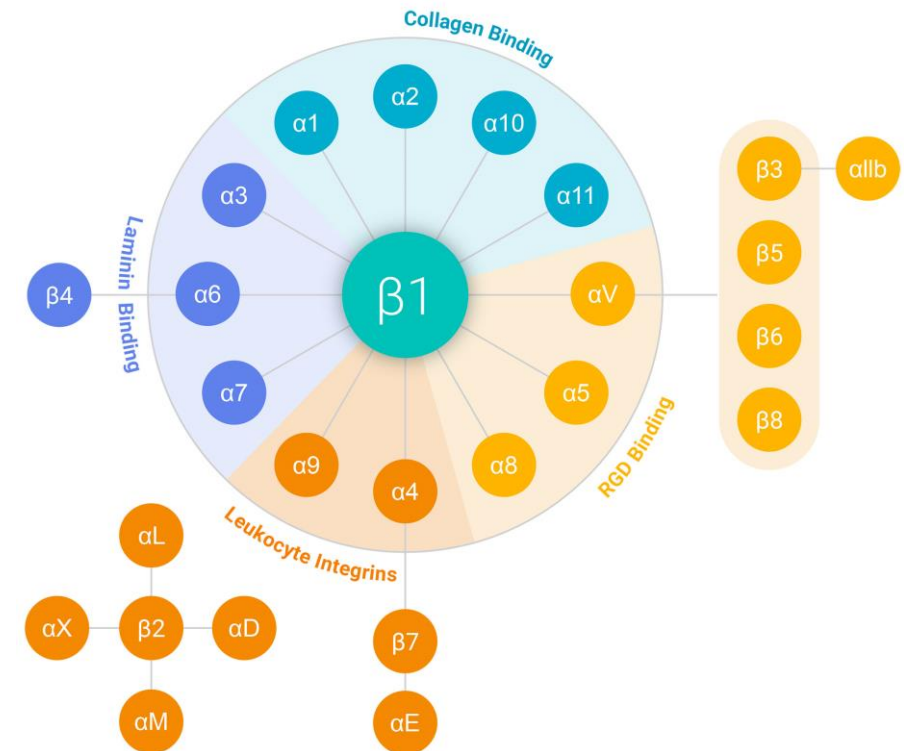 Collagen Binding
α2
α1
α10
α3
α11
Laminin Binding
β4
α6
β1
αV
α7
α5
RGD Binding
α9
α4
α8
Leukocyte Integrins
β3
αllb
β5
β6
β8
αL
αX
β2
αD
αM
β7
αE